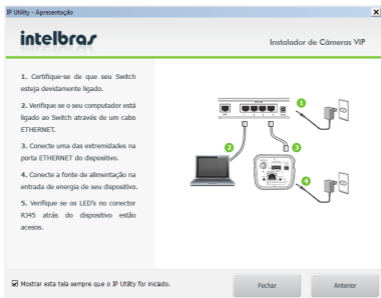 IP Utility - Apresentação
intelbras
Instalador de Câmeras VIP
1. Certifique-se de que seu Switch
esteja devidamente ligado.
2. Verifique se o seu computador está
ligado ao Switch através de um cabo
ETHERNET.
3. Conecte uma das extremidades na
porta ETHERNET do dispositivo.
4. Conecte a fonte de alimentação na
entrada de energia de seu dispositivo.
5. Verifique se os LED's no conector
RJ45 atrás do dispositivo estão
acesos.
1
2
3
4
Mostrar esta tela sempre que o IP Utility for iniciado.
Fechar
Anterior